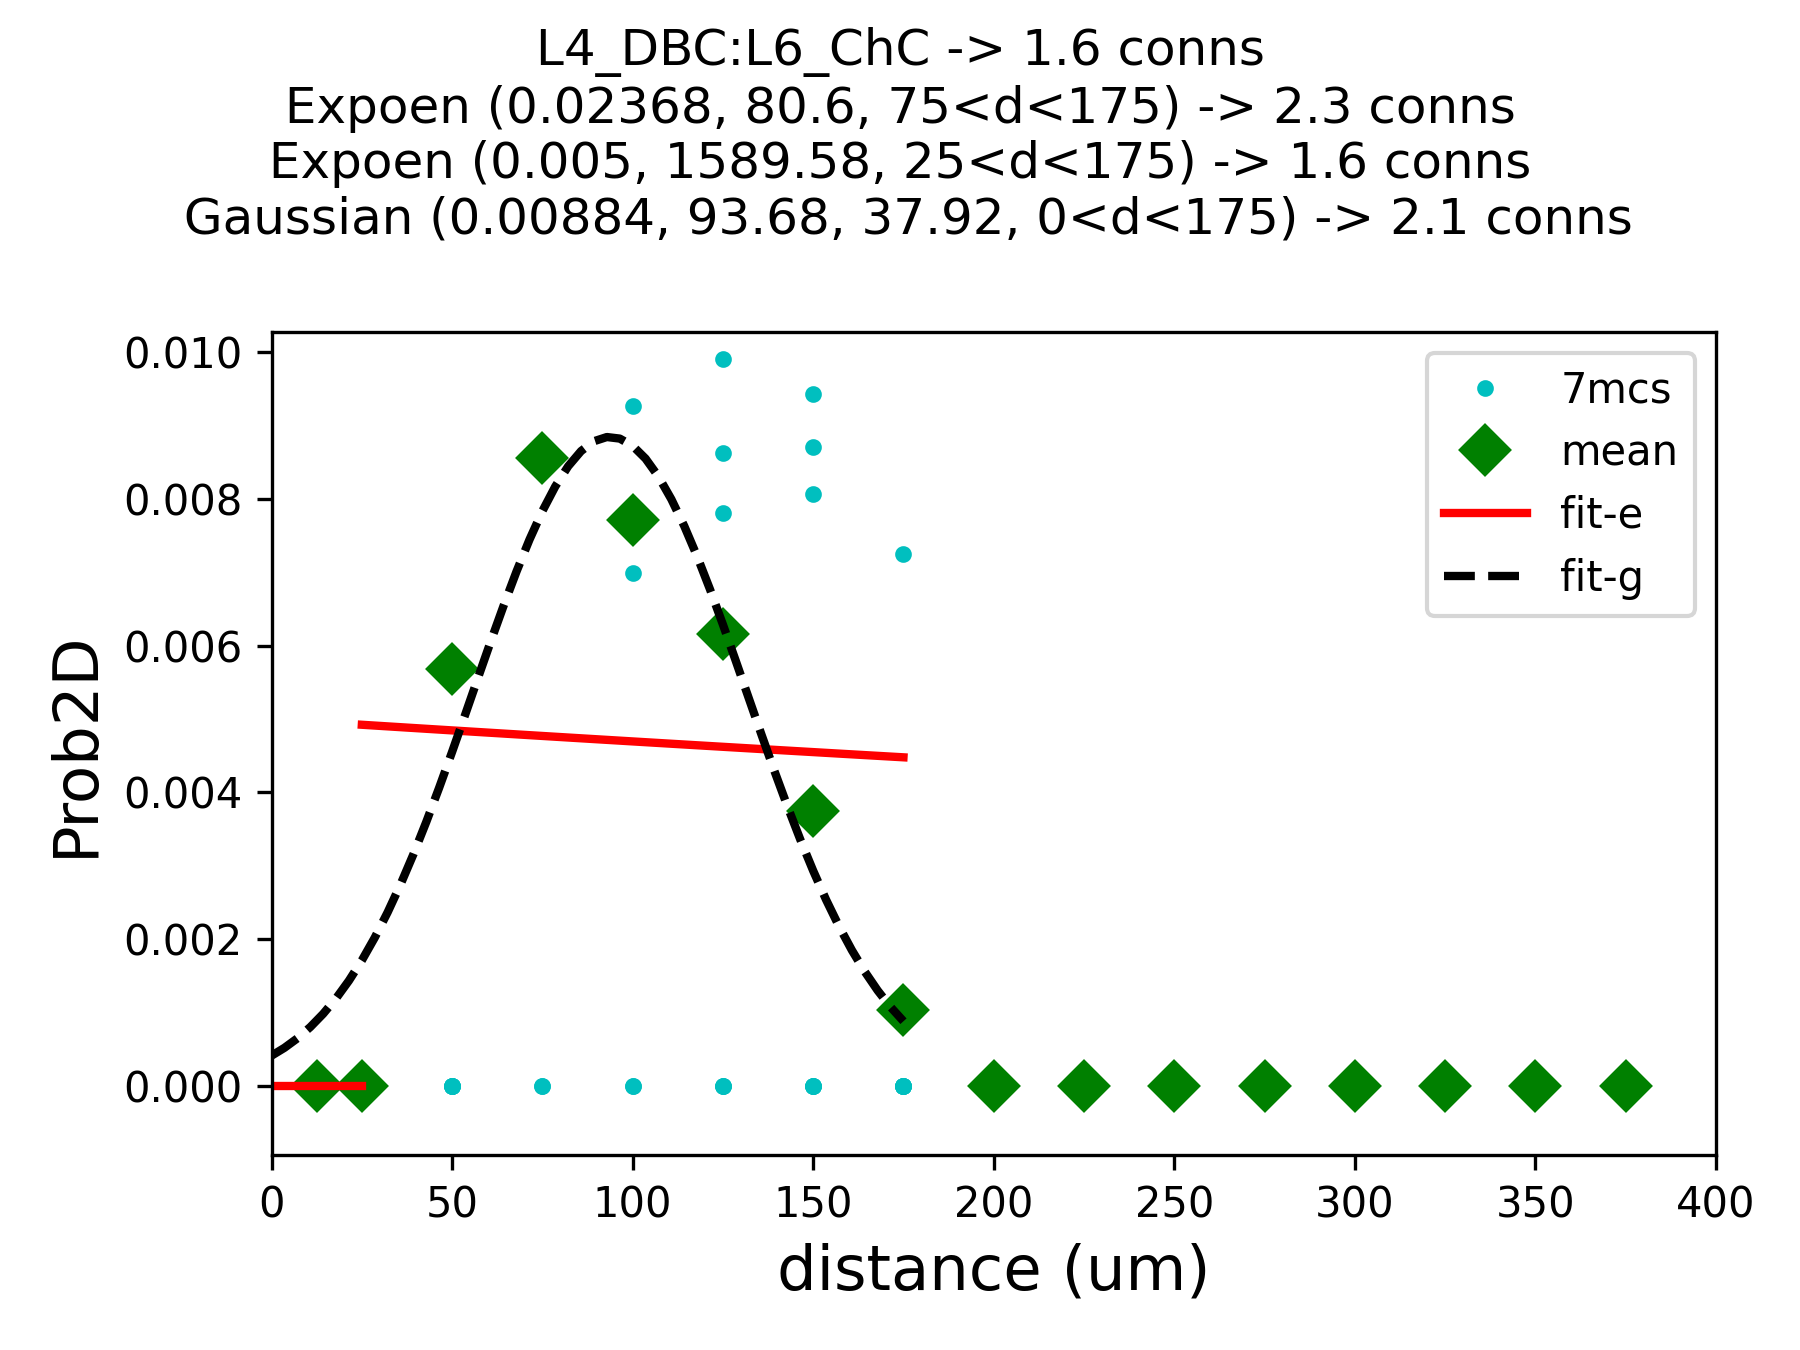 L4_DBC:L6_ChC -> 1.6 conns
Expoen (0.02368, 80.6, 75<d<175) -> 2.3 conns
Expoen (0.005, 1589.58, 25<d<175) -> 1.6 conns
Gaussian (0.00884, 93.68, 37.92, 0<d<175) -> 2.1 conns
0.010
0.008
0.006
0.004
0.002
0.000
Prob2D
7mcs
mean
fit-e
fit-g
0 50 100 150 200 250 300 350 400
distance (um)